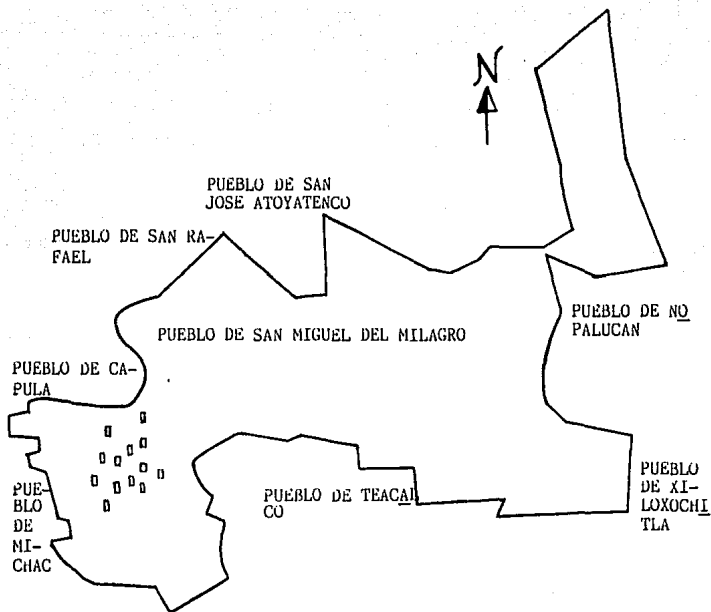 N
PUEBLO DE SAN
JOSE ATOYATENCO
PUEBLO DE SAN RA-
FAEL
PUEBLO DE NO
PALUCAN
PUEBLO DE SAN MIGUEL DEL MILAGRO
PUEBLO DE CA-
PULA
PUE-
BLO
DE
MI-
CHAC
PUEBLO DE TEACAL
CO
PUEBLO
DE XI-
LOXOCHI
TLA